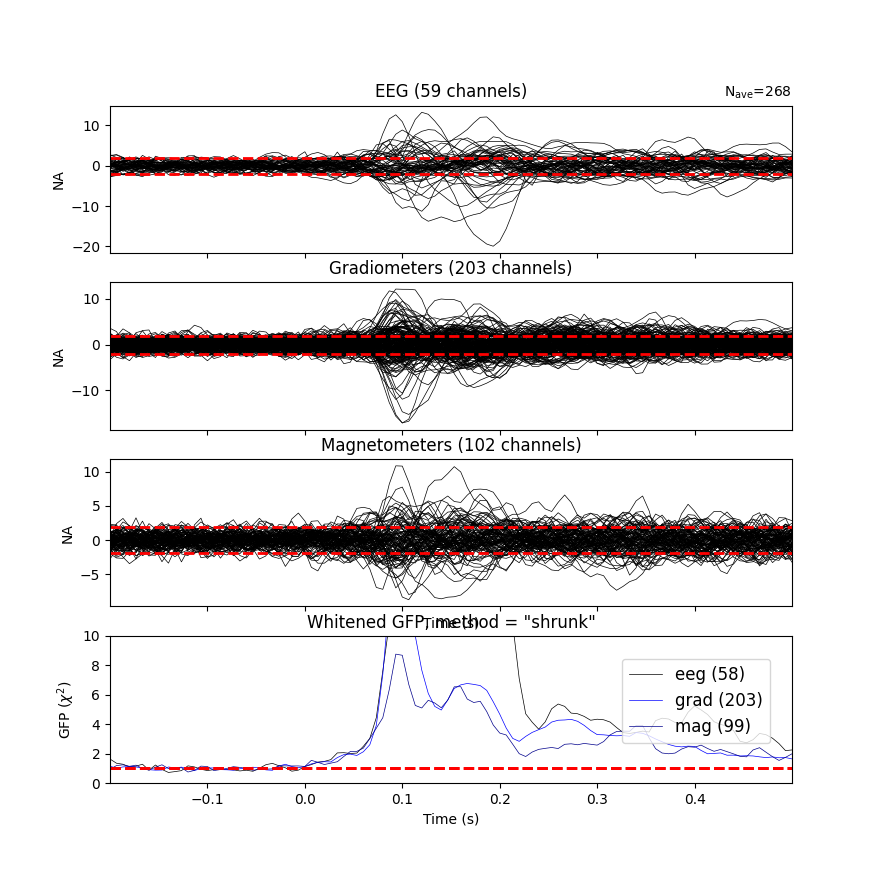 EEG (59 channels)
N_ave=268
10
0
−10
−20
NA
Gradiometers (203 channels)
10
0
−10
NA
Magnetometers (102 channels)
10
5
0
−5
NA
Time (s)
Whitened GFP, method = "shrunk"
10
8
6
4
2
0
GFP (χ²)
eeg (58)
grad (203)
mag (99)
−0.1 0.0 0.1 0.2 0.3 0.4
Time (s)